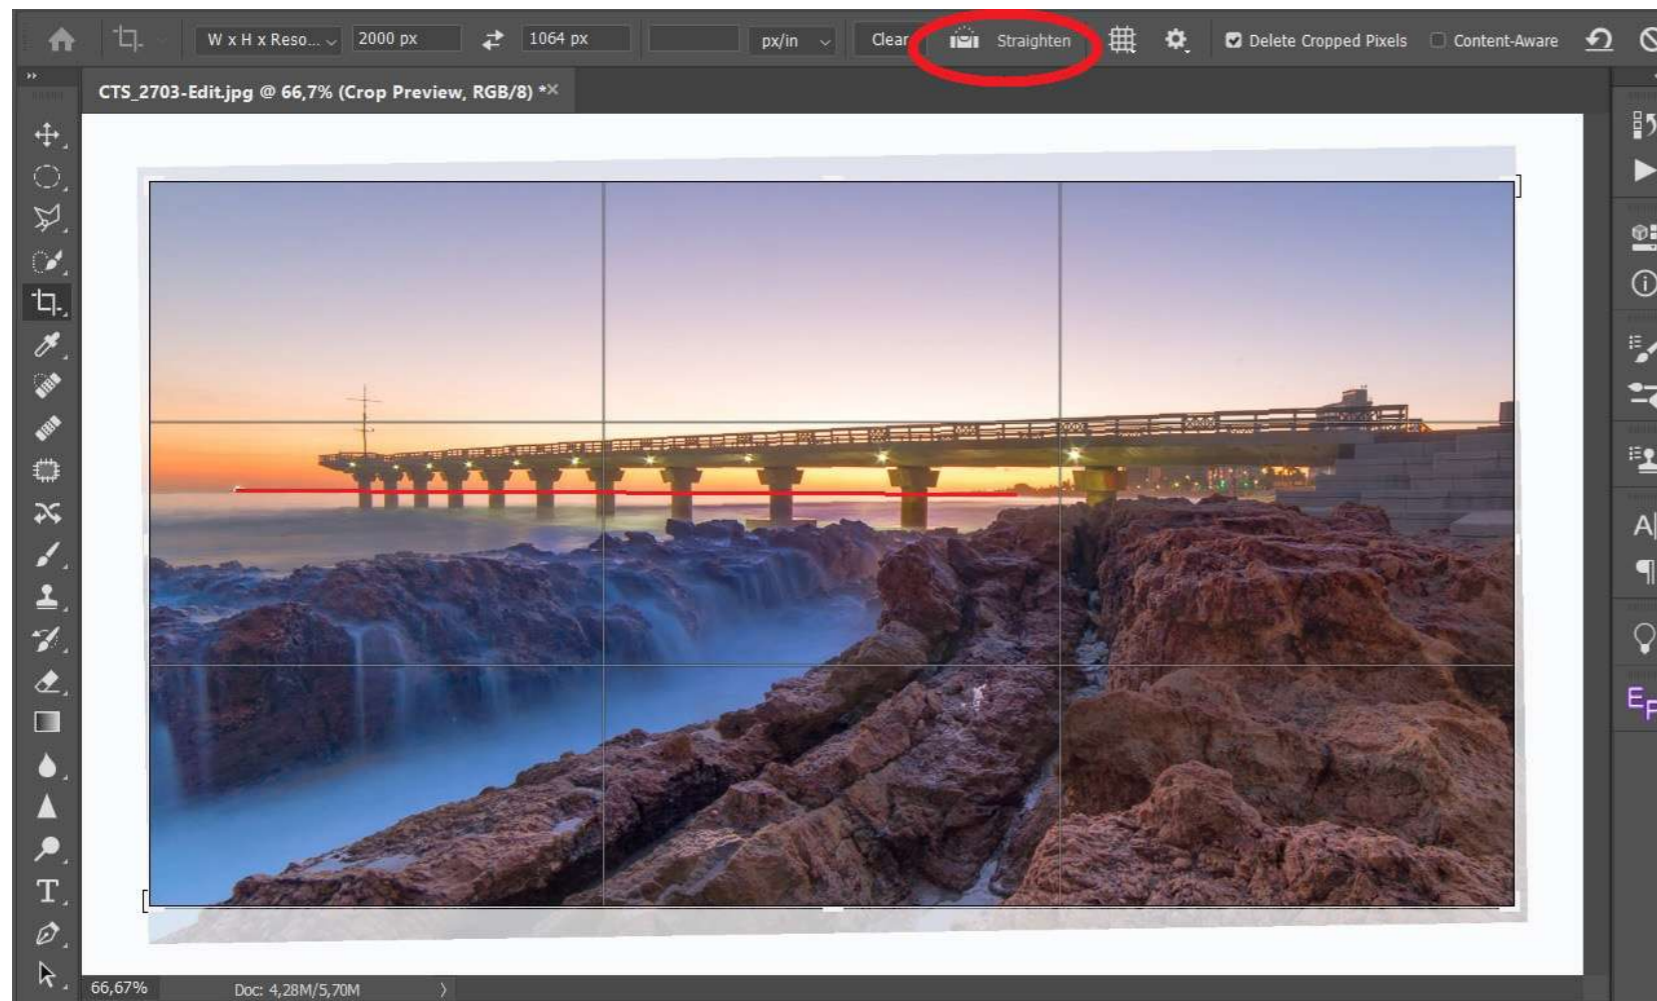 W x H x Reso... 2000 px 1064 px px/in Clear Straighten Delete Cropped Pixels Content-Aware
CTS_2703-Edit.jpg @ 66,7% (Crop Preview, RGB/8) *
66,67% Doc: 4,28M/5,70M